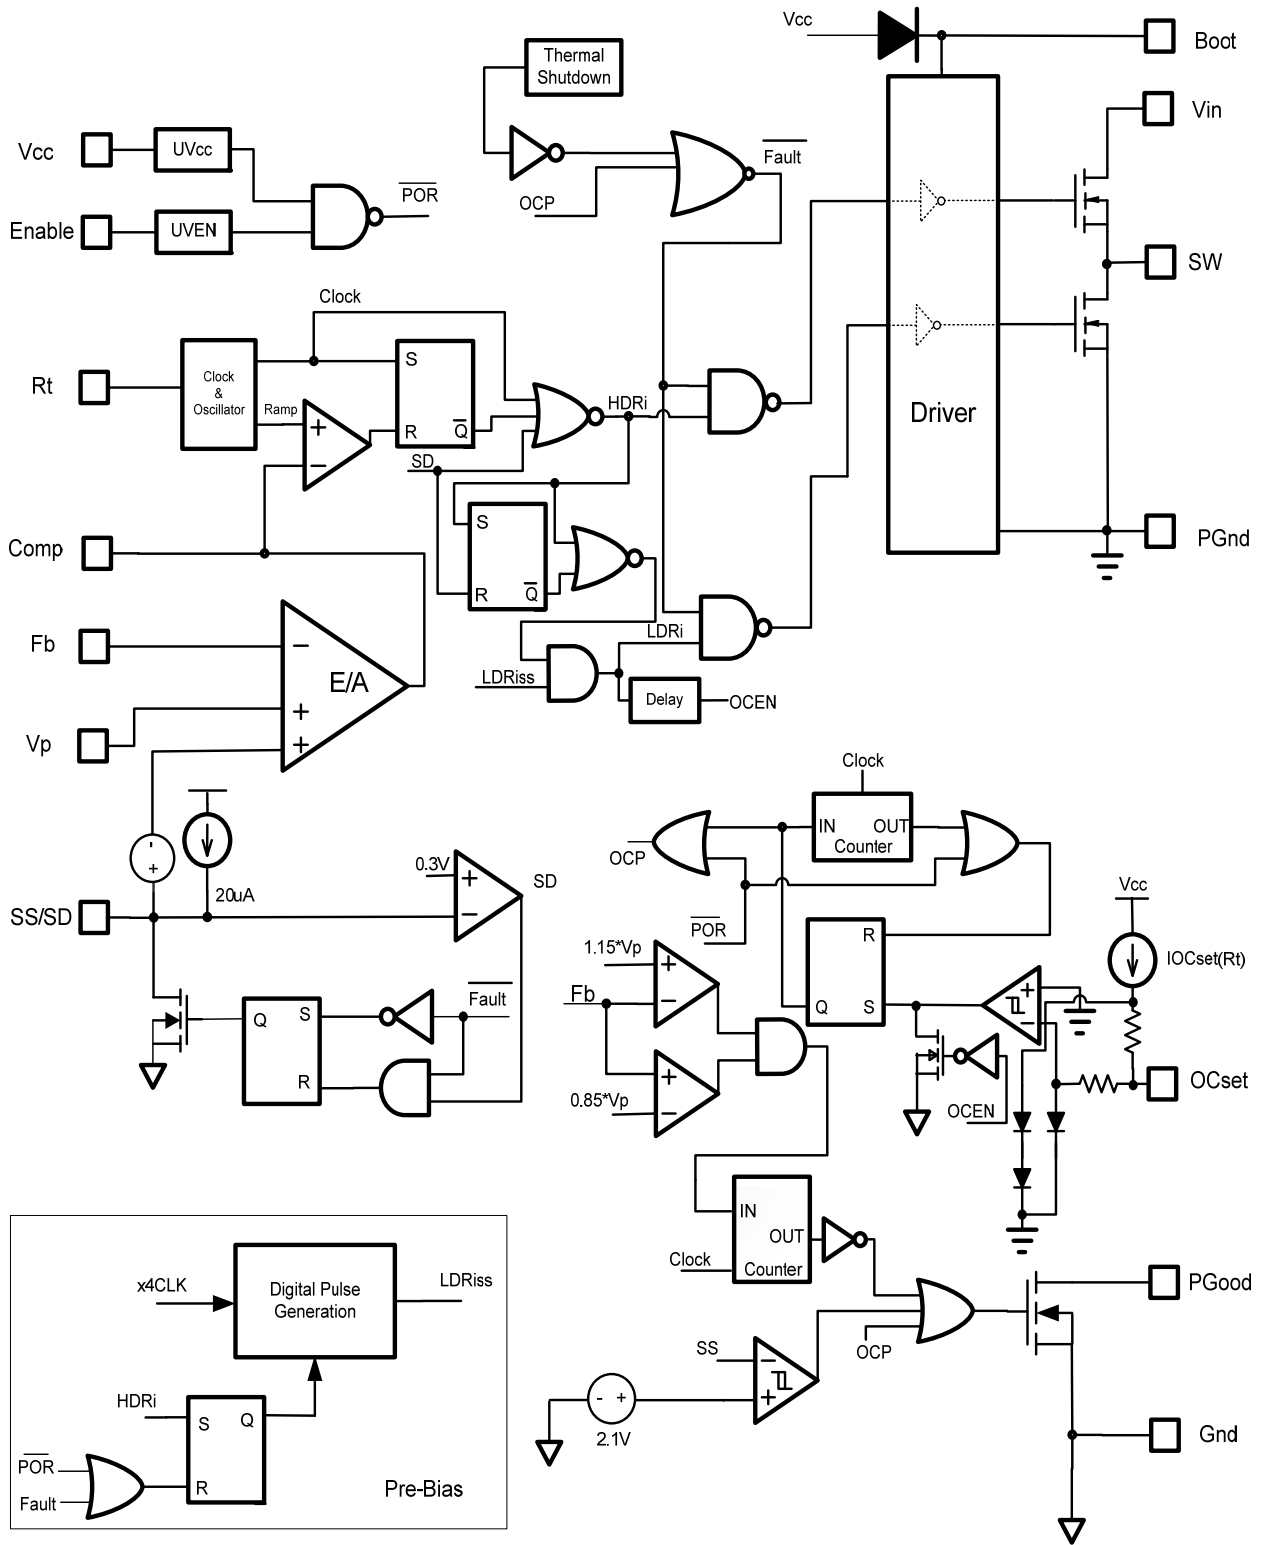 Vcc
Boot
Thermal
Shutdown
Vin
Vcc
UVcc
Fault
POR
OCP
Enable
UVEN
SW
Clock
Rt
Clock
&
Oscillator
Ramp
+
−
S
R
Q
HDRi
Driver
SD
S
R
Q
Comp
PGnd
LDRi
Fb
−
E/A
+
+
LDRiss
Delay
OCEN
Vp
Clock
IN
OUT
Counter
OCP
-
+
20uA
0.3V
+
−
SD
Vcc
SS/SD
POR
R
Q
S
1.15*Vp
+
−
Fb
IOCset(Rt)
+
−
Fault
Q
S
R
+
−
0.85*Vp
OCEN
OCset
IN
OUT
Counter
Clock
x4CLK
Digital Pulse
Generation
LDRiss
PGood
SS
−
+
OCP
- +
2.1V
HDRi
S
Q
R
POR
Fault
Pre-Bias
Gnd